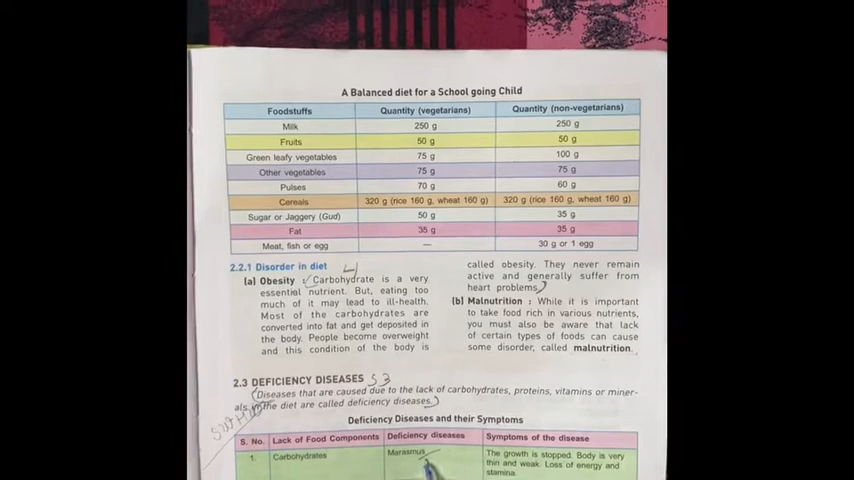 A Balanced diet for a School going Child
Foodstuffs Quantity (vegetarians) Quantity (non-vegetarians)
Milk 250 g 250 g
Fruits 50 g 50 g
Green leafy vegetables 75 g 100 g
Other vegetables 75 g 75 g
Pulses 70 g 60 g
Cereals 320 g (rice 160 g, wheat 160 g) 320 g (rice 160 g, wheat 160 g)
Sugar or Jaggery (Gud) 50 g 35 g
Fat 35 g 35 g
Meat, fish or egg — 30 g or 1 egg
2.2.1 Disorder in diet
(a) Obesity : Carbohydrate is a very
essential nutrient. But, eating too
much of it may lead to ill-health.
Most of the carbohydrates are
converted into fat and get deposited in
the body. People become overweight
and this condition of the body is
called obesity. They never remain
active and generally suffer from
heart problems.
(b) Malnutrition : While it is important
to take food rich in various nutrients,
you must also be aware that lack
of certain types of foods can cause
some disorder, called malnutrition.
2.3 DEFICIENCY DISEASES
Diseases that are caused due to the lack of carbohydrates, proteins, vitamins or miner-
als in the diet are called deficiency diseases.
Deficiency Diseases and their Symptoms
S. No. Lack of Food Components Deficiency diseases Symptoms of the disease
1. Carbohydrates Marasmus The growth is stopped. Body is very
thin and weak. Loss of energy and
stamina.